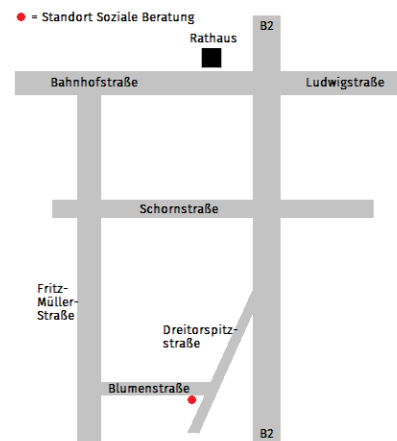 = Standort Soziale Beratung
B2
Rathaus
Bahnhofstraße
Ludwigstraße
Schornstraße
Fritz-
Müller-
Straße
Dreitorspitz-
straße
Blumenstraße
B2